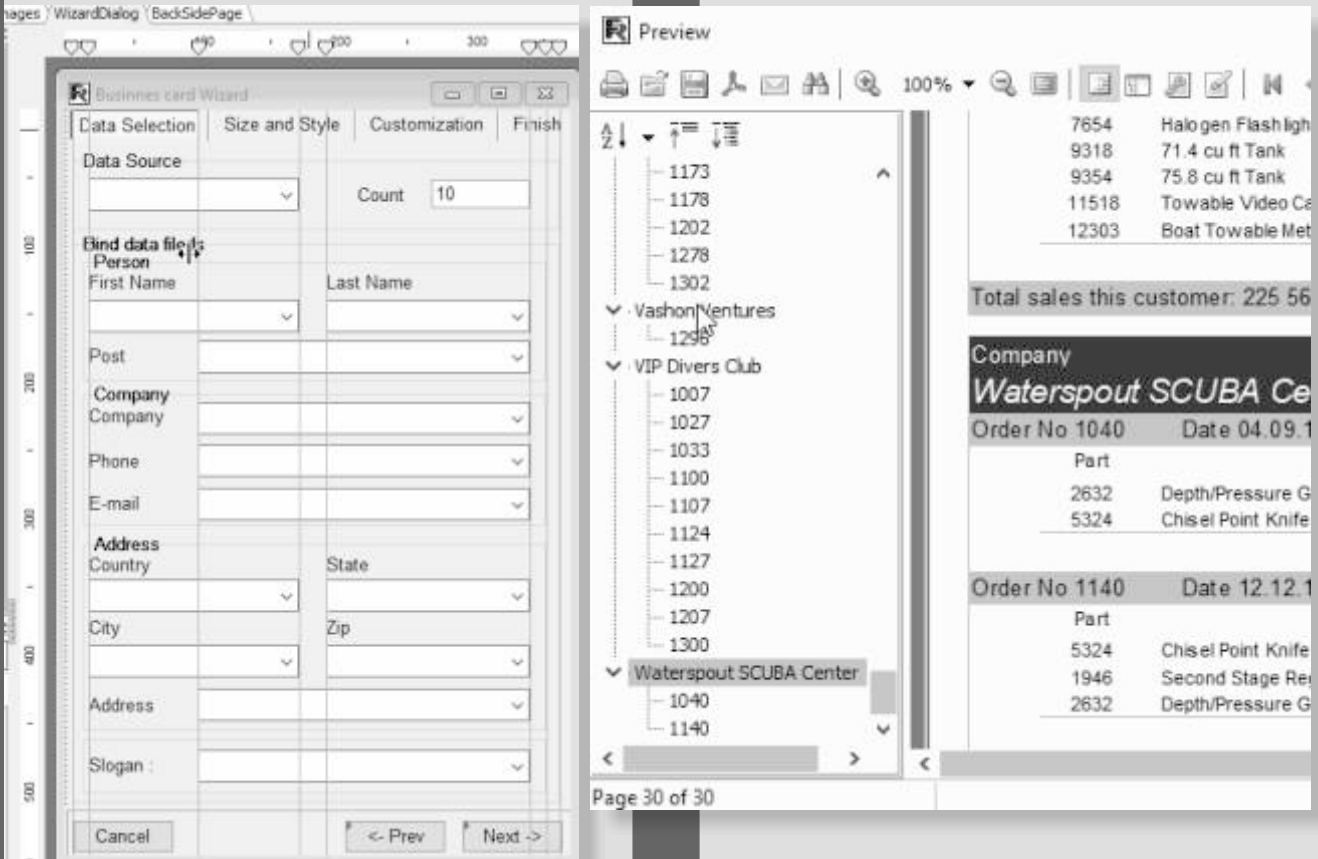 nages WizardDialog BackSidePage
200
300
Businnes card Wizard
Data Selection Size and Style Customization Finish
Data Source
Count 10
Bind data fileds
Person
First Name Last Name
Post
Company
Company
Phone
E-mail
Address
Country State
City Zip
Address
Slogan :
Cancel <- Prev Next ->
100
200
300
400
500
Preview
100%
1173
1178
1202
1278
1302
Vashon Ventures
1296
VIP Divers Club
1007
1027
1033
1100
1107
1124
1127
1200
1207
1300
Waterspout SCUBA Center
1040
1140
Page 30 of 30
7654 Halogen Flashligh
9318 71.4 cu ft Tank
9354 75.8 cu ft Tank
11518 Towable Video Ca
12303 Boat Towable Met
Total sales this customer: 225 56
Company
Waterspout SCUBA Ce
Order No 1040 Date 04.09.1
Part
2632 Depth/Pressure G
5324 Chisel Point Knife
Order No 1140 Date 12.12.1
Part
5324 Chisel Point Knife
1946 Second Stage Reg
2632 Depth/Pressure G